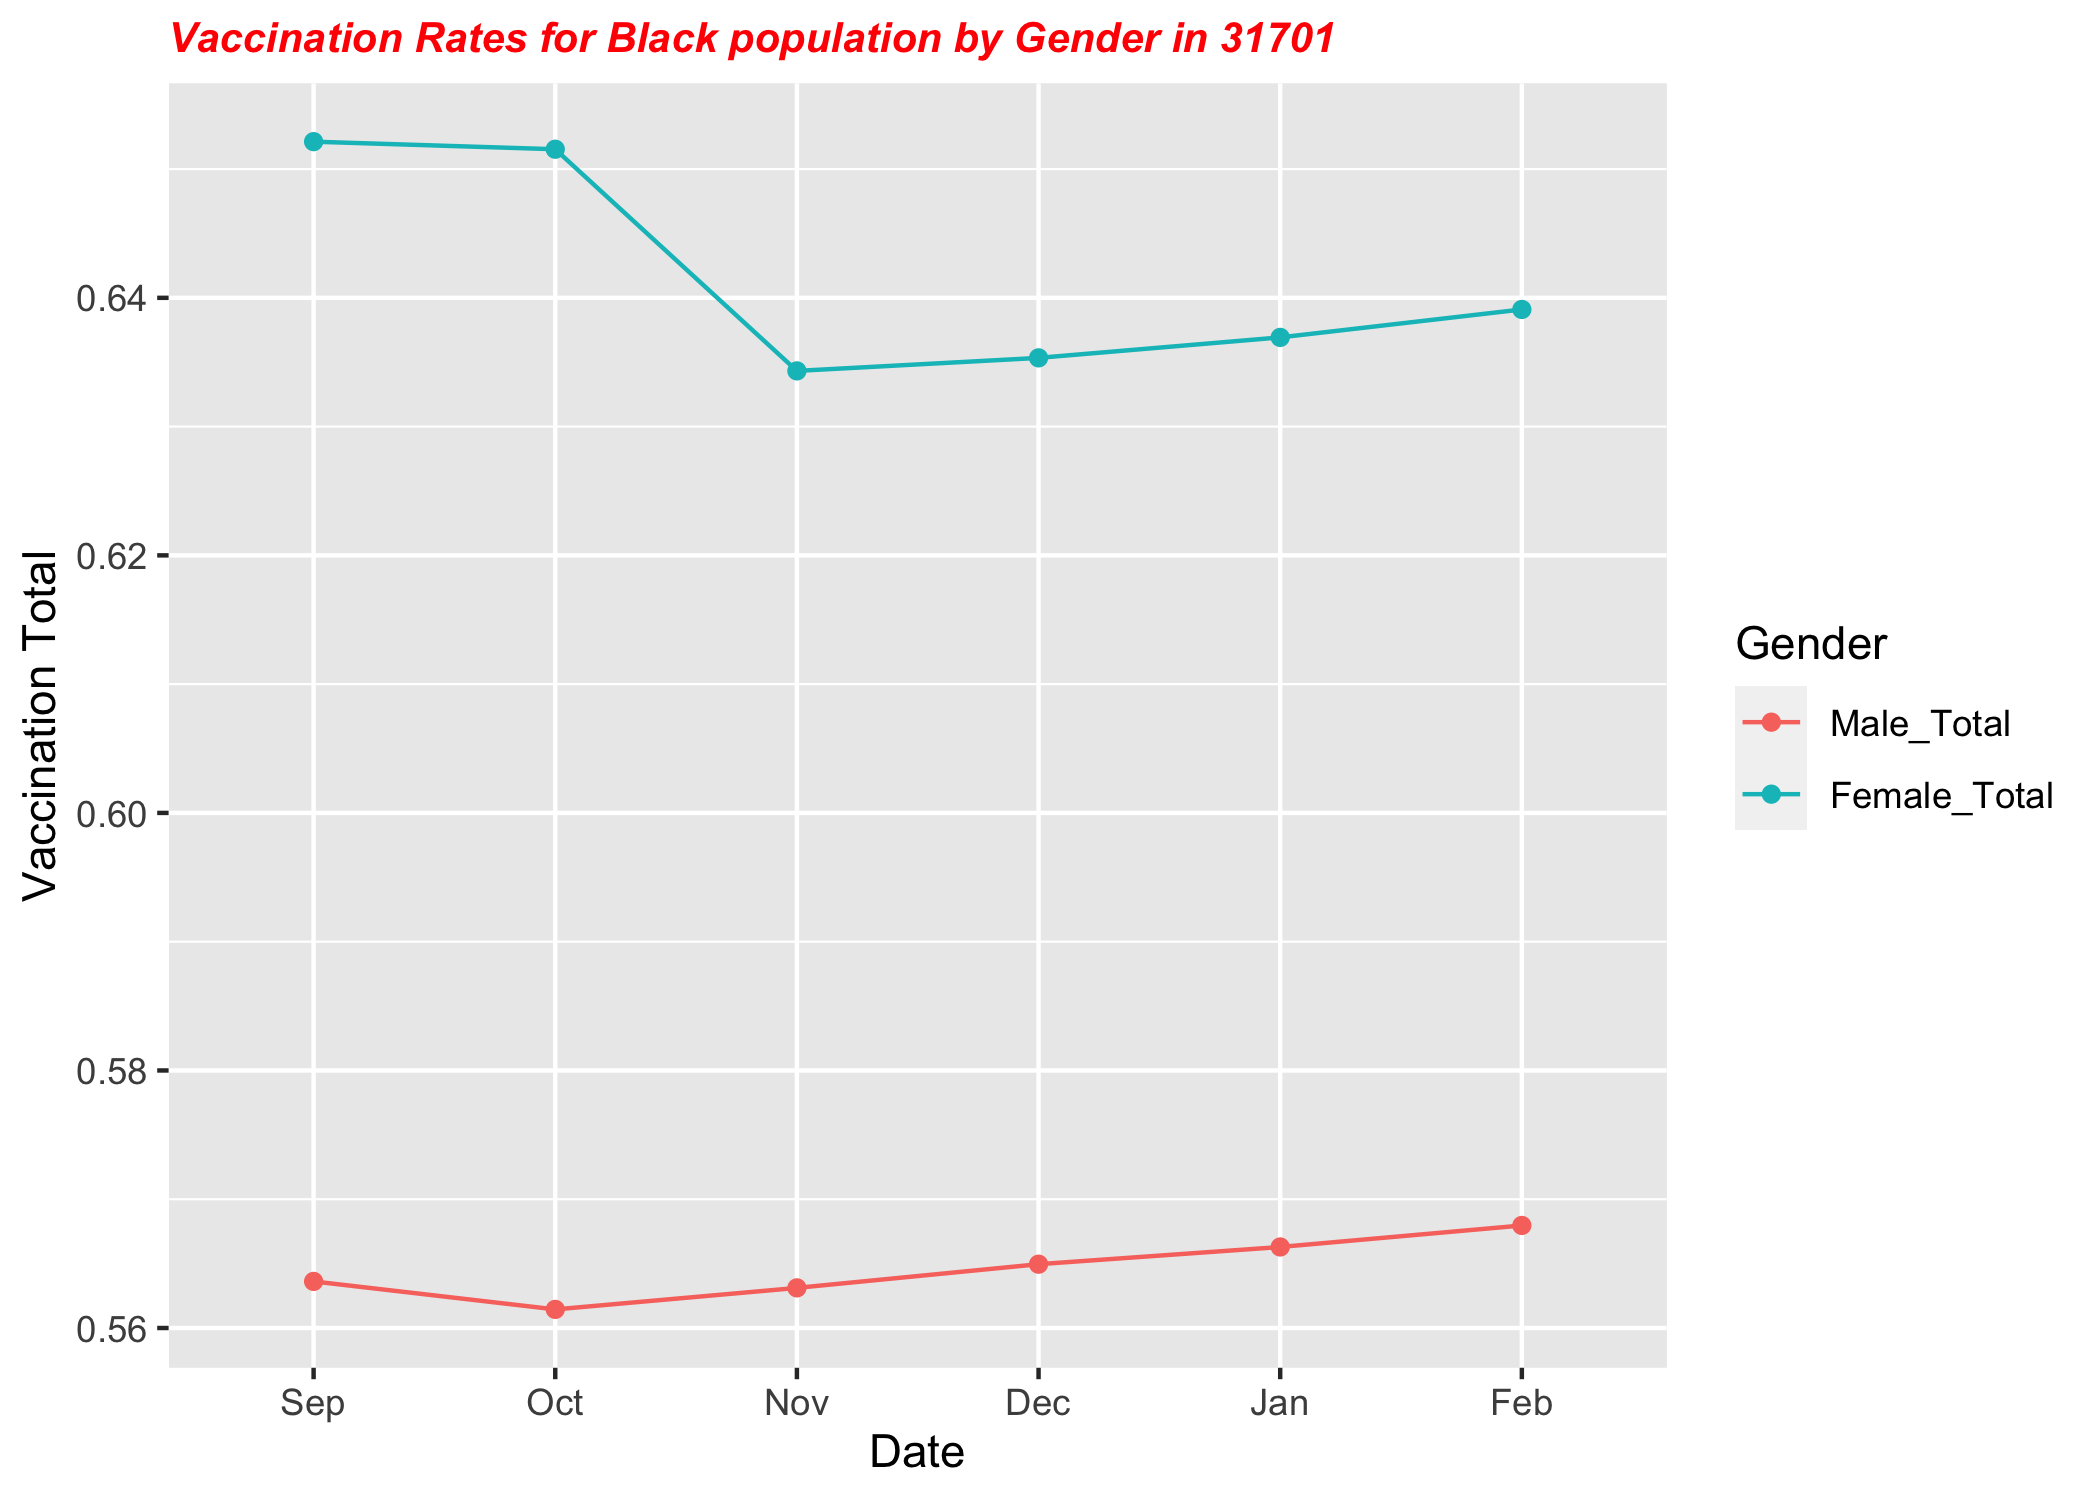 Vaccination Rates for Black population by Gender in 31701
Vaccination Total
0.64
0.62
0.60
0.58
0.56
Sep Oct Nov Dec Jan Feb
Date
Gender
Male_Total
Female_Total